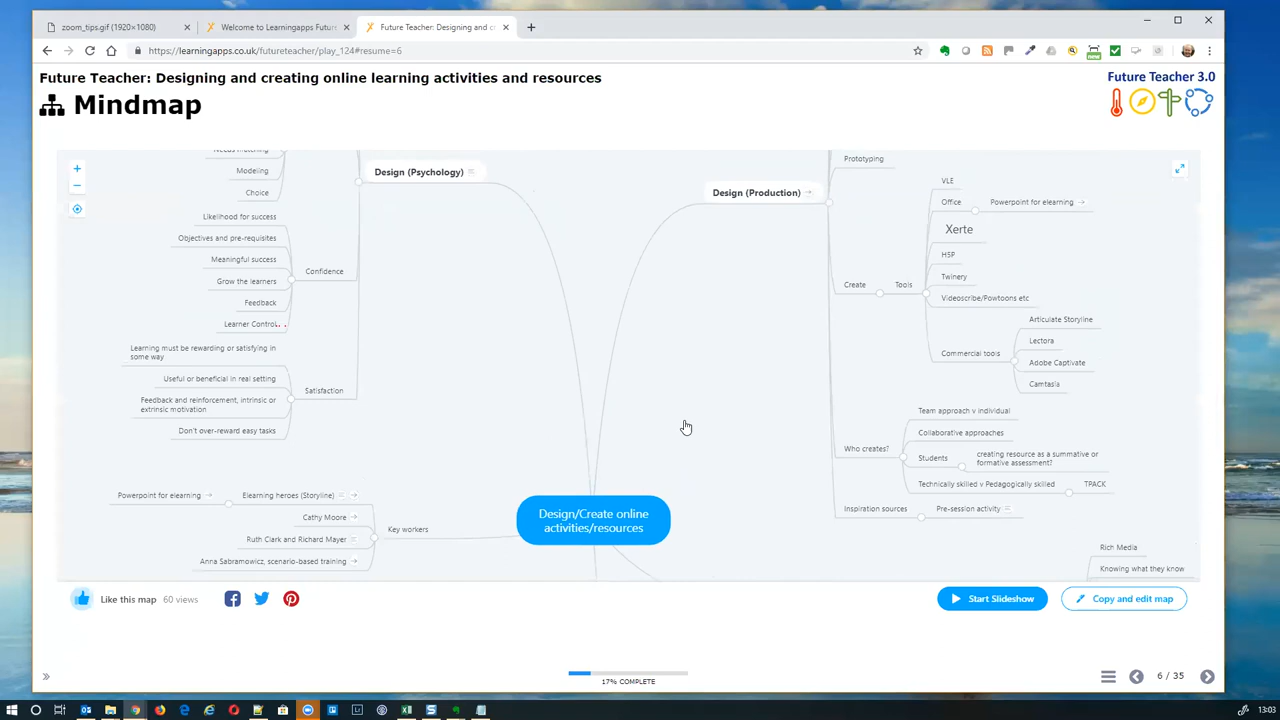 zoom_tips.gif (1920×1080)
Welcome to Learningapps Future
Future Teacher: Designing and cr
https://learningapps.co.uk/futureteacher/play_124#resume=6
new
Future Teacher: Designing and creating online learning activities and resources
Future Teacher 3.0
Mindmap
Needs matching
Modeling
Choice
Design (Psychology)
Likelihood for success
Objectives and pre-requisites
Meaningful success
Grow the learners
Feedback
Learner Control...
Confidence
Learning must be rewarding or satisfying in
some way
Useful or beneficial in real setting
Feedback and reinforcement, intrinsic or
extrinsic motivation
Don't over-reward easy tasks
Satisfaction
Powerpoint for elearning
Elearning heroes (Storyline)
Cathy Moore
Ruth Clark and Richard Mayer
Anna Sabramowicz, scenario-based training
Key workers
Design/Create online
activities/resources
Design (Production)
Prototyping
VLE
Office
Powerpoint for elearning
Xerte
H5P
Twinery
Videoscribe/Powtoons etc
Create
Tools
Commercial tools
Articulate Storyline
Lectora
Adobe Captivate
Camtasia
Who creates?
Team approach v individual
Collaborative approaches
Students
creating resource as a summative or
formative assessment?
Technically skilled v Pedagogically skilled
TPACK
Inspiration sources
Pre-session activity
Rich Media
Knowing what they know
Like this map
60 views
Start Slideshow
Copy and edit map
17% COMPLETE
6 / 35
13:03